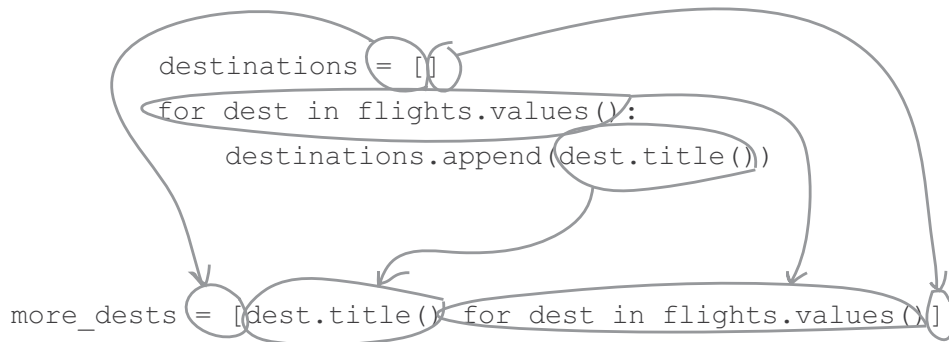 destinations = []
for dest in flights.values():
destinations.append(dest.title())
more_dests = [dest.title() for dest in flights.values()]